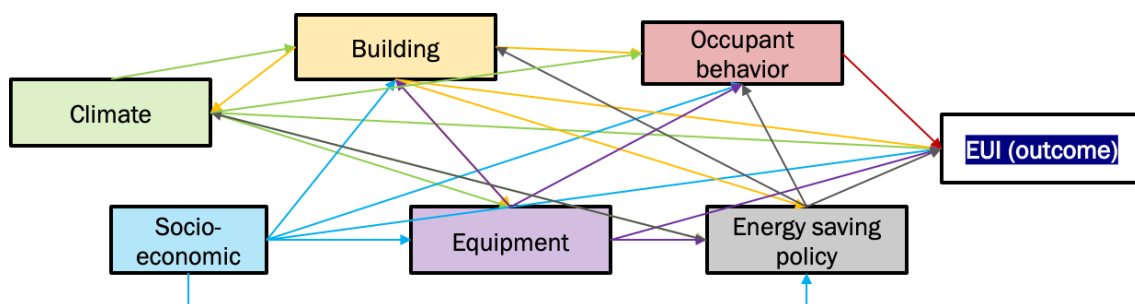 Building
Occupant
behavior
Climate
EUI (outcome)
Socio-
economic
Equipment
Energy saving
policy